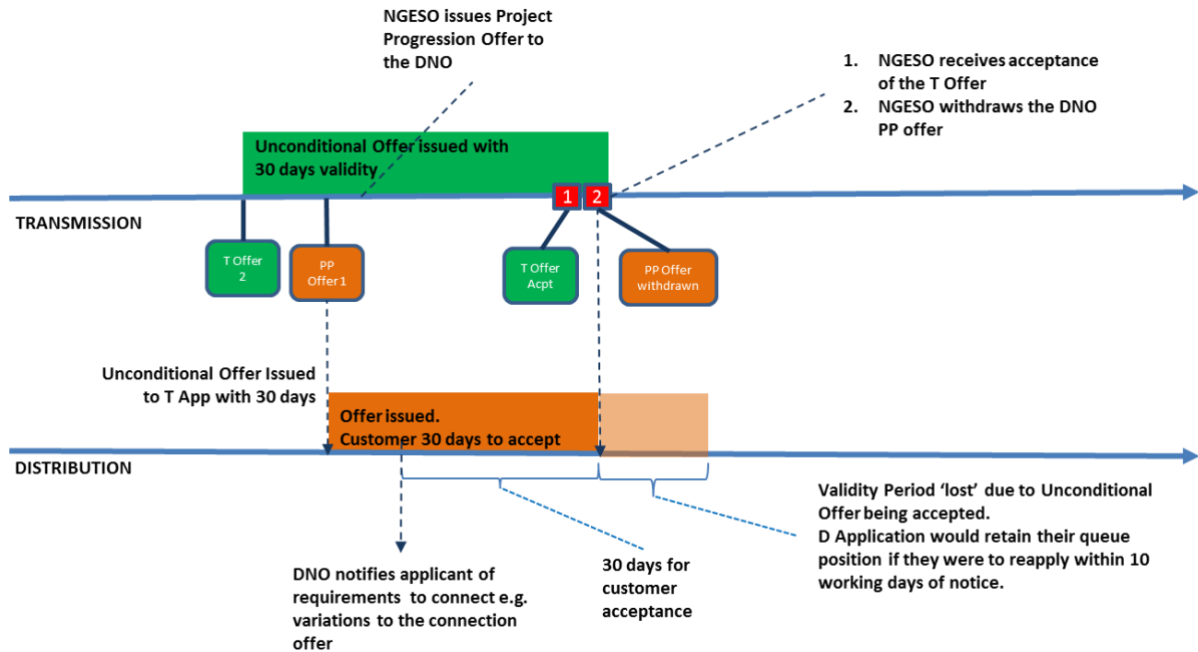 NGESO issues Project
Progression Offer to
the DNO
1. NGESO receives acceptance
of the T Offer
2. NGESO withdraws the DNO
PP offer
Unconditional Offer issued with
30 days validity
1
2
TRANSMISSION
T Offer
2
PP
Offer 1
T Offer
Acpt
PP Offer
withdrawn
Unconditional Offer Issued
to T App with 30 days
Offer issued.
Customer 30 days to accept
DISTRIBUTION
Validity Period ‘lost’ due to Unconditional
Offer being accepted.
D Application would retain their queue
position if they were to reapply within 10
working days of notice.
30 days for
customer
acceptance
DNO notifies applicant of
requirements to connect e.g.
variations to the connection
offer